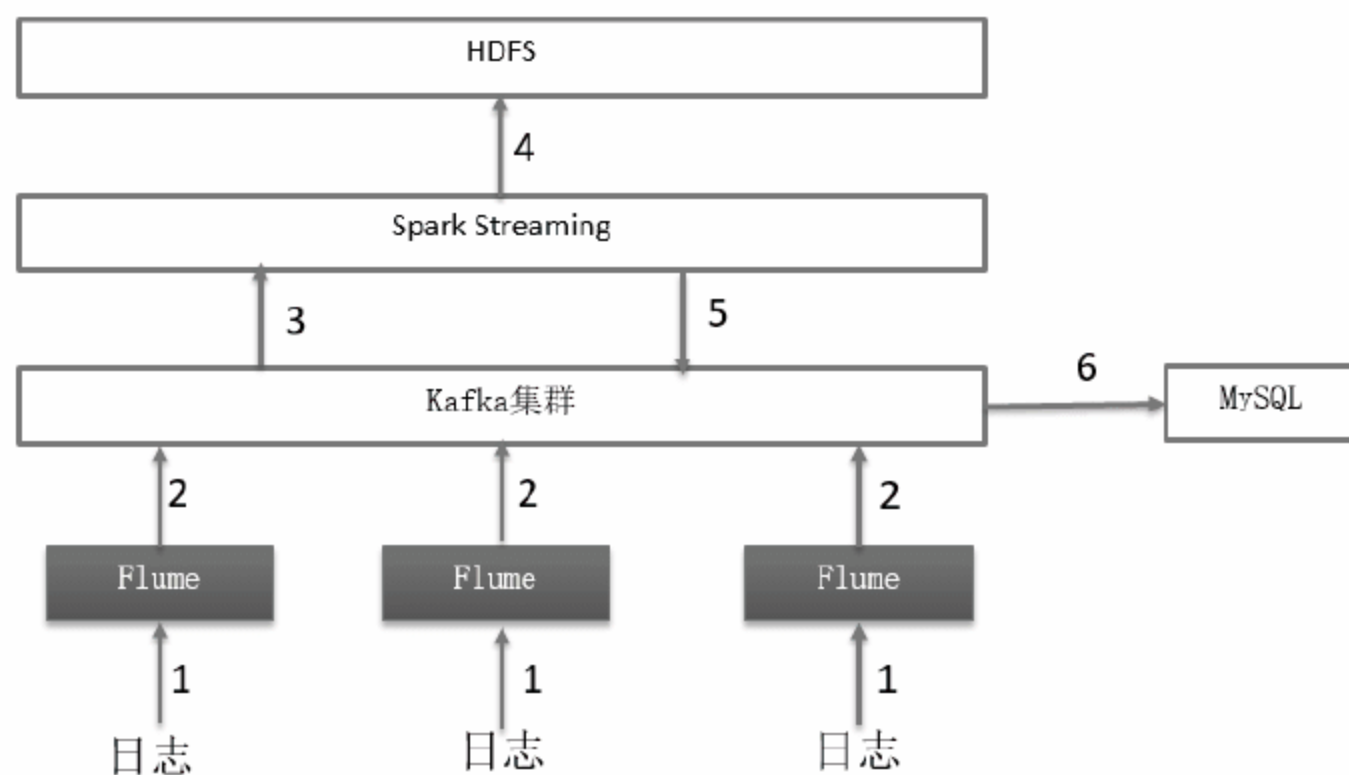 HDFS
4
Spark Streaming
3
5
Kafka集群
6
MySQL
2
2
2
Flume
Flume
Flume
1
1
1
日志
日志
日志